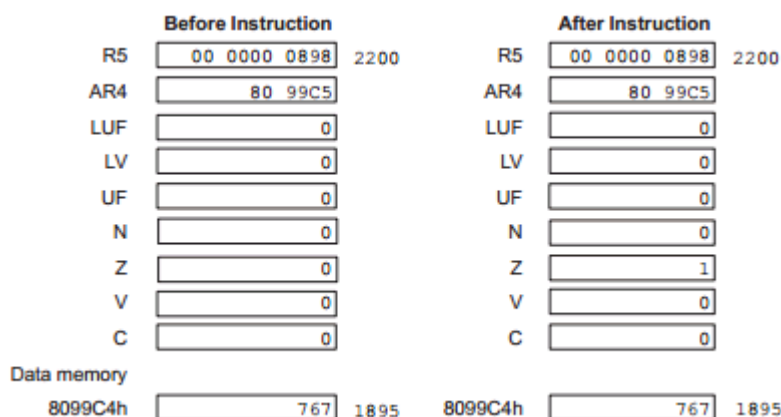 Before Instruction After Instruction
R5 00 0000 0898 2200 R5 00 0000 0898 2200
AR4 80 99C5 AR4 80 99C5
LUF 0 LUF 0
LV 0 LV 0
UF 0 UF 0
N 0 N 0
Z 0 Z 1
V 0 V 0
C 0 C 0
Data memory
8099C4h 767 1895 8099C4h 767 1895